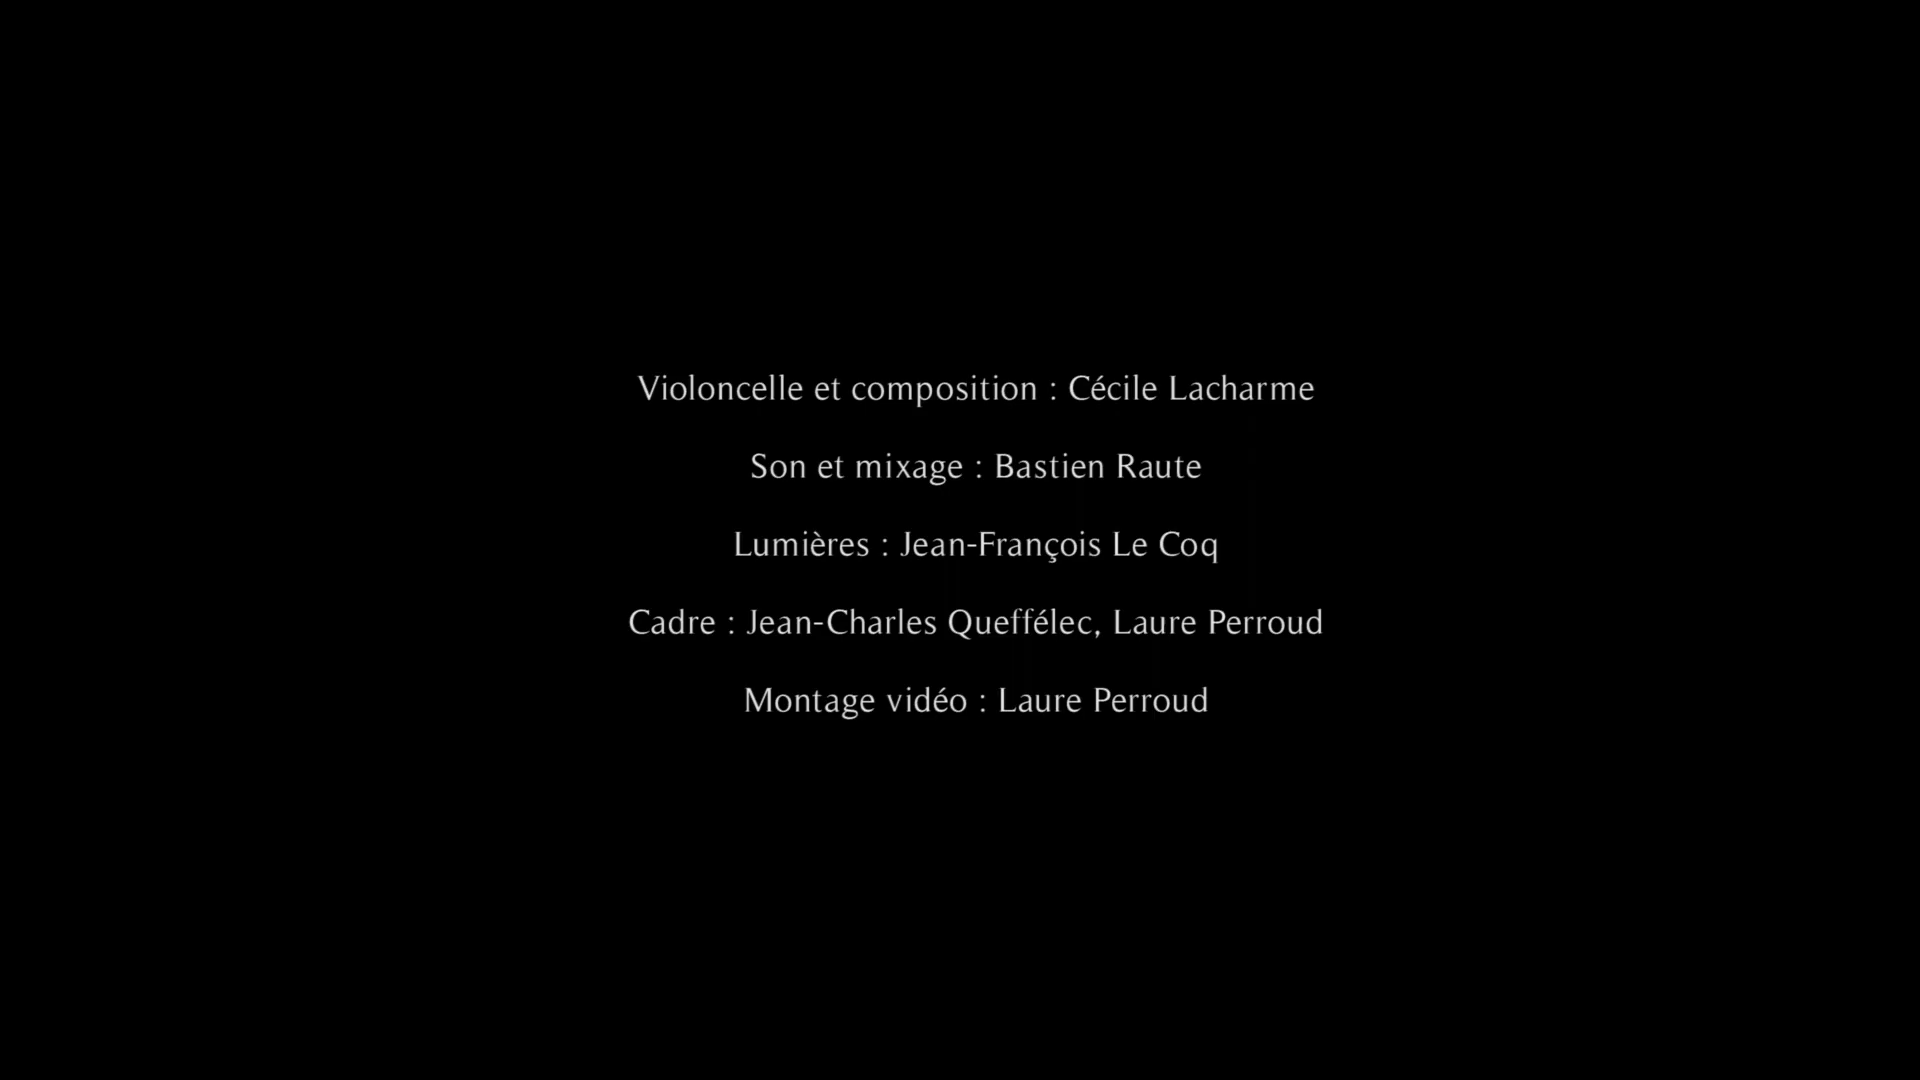 Violoncelle et composition : Cécile Lacharme
Son et mixage : Bastien Raute
Lumières : Jean-François Le Coq
Cadre : Jean-Charles Queffélec, Laure Perroud
Montage vidéo : Laure Perroud